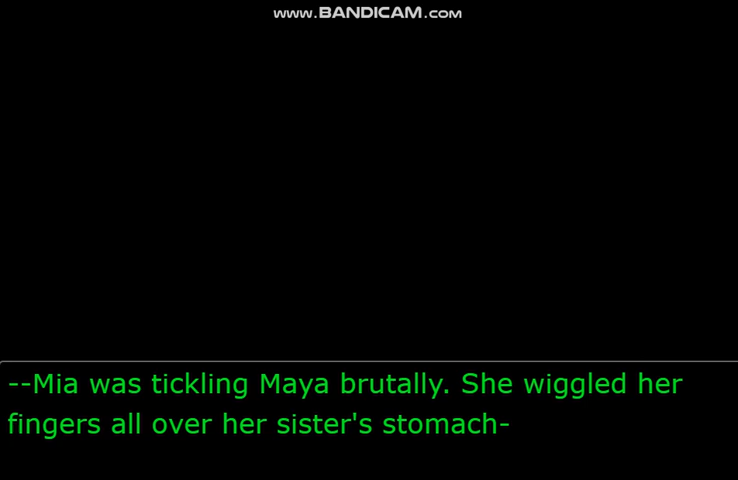 www.BANDICAM.com
--Mia was tickling Maya brutally. She wiggled her
fingers all over her sister's stomach-